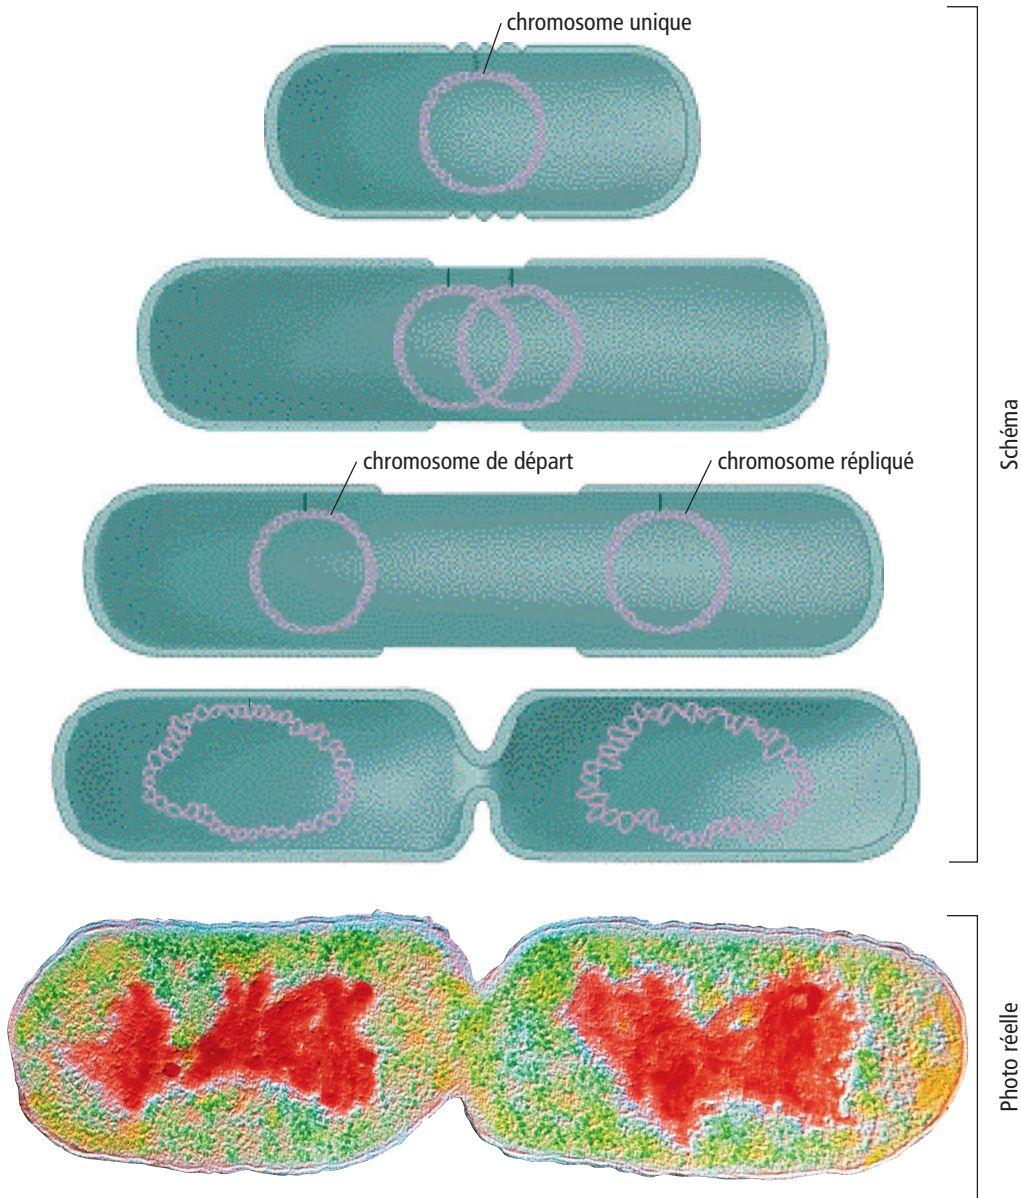 chromosome unique
chromosome de départ
chromosome répliqué
Schéma
Photo réelle